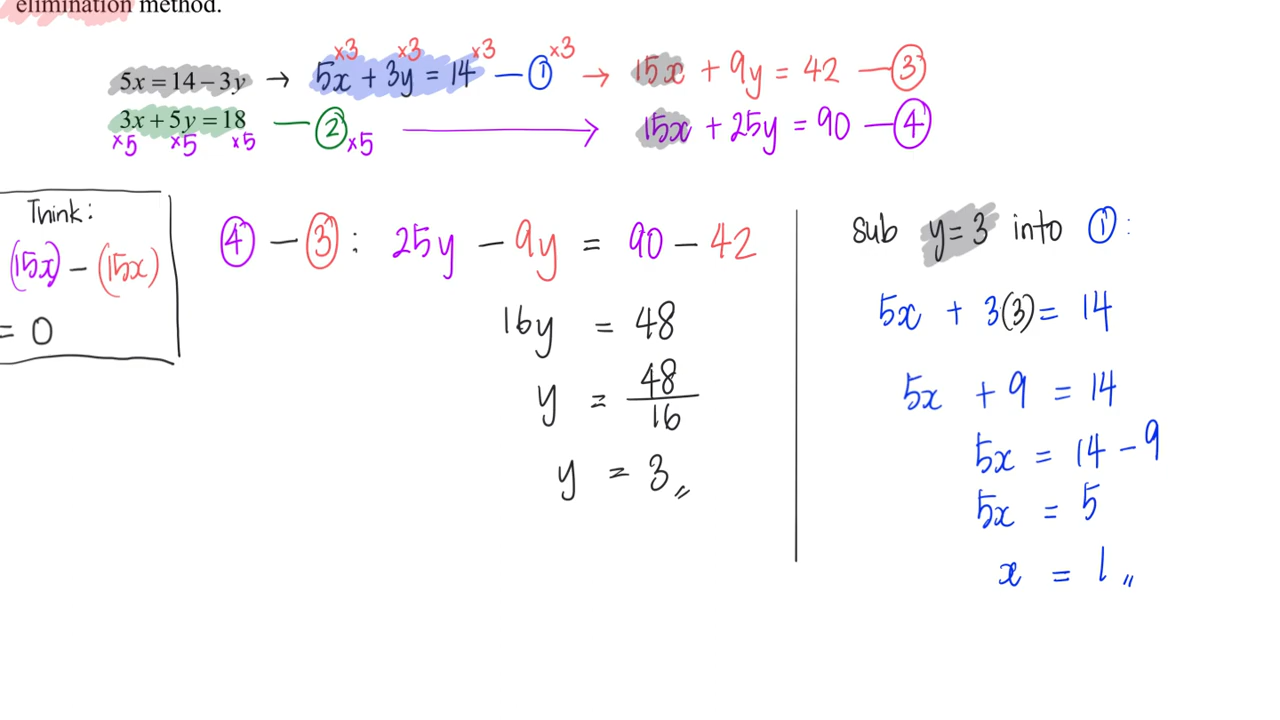 elimination method.
×3 ×3 ×3 ×3
5x = 14 – 3y → 5x + 3y = 14 — ① → 15x + 9y = 42 — ③
3x + 5y = 18 — ② ×5 → 15x + 25y = 90 — ④
×5 ×5 ×5
Think:
(15x) – (15x)
= 0
④ – ③ : 25y – 9y = 90 – 42
16y = 48
y = 48/16
y = 3 〃
sub y = 3 into ① :
5x + 3(3) = 14
5x + 9 = 14
5x = 14 – 9
5x = 5
x = 1 〃